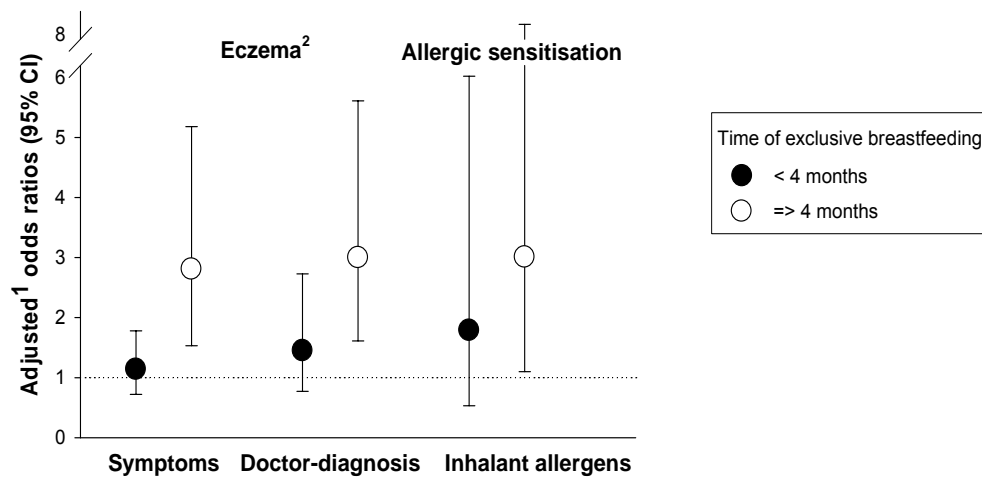 8
6
5
4
3
2
1
0
Adjusted¹ odds ratios (95% CI)
Eczema²
Allergic sensitisation
Symptoms
Doctor-diagnosis
Inhalant allergens
Time of exclusive breastfeeding
< 4 months
=> 4 months